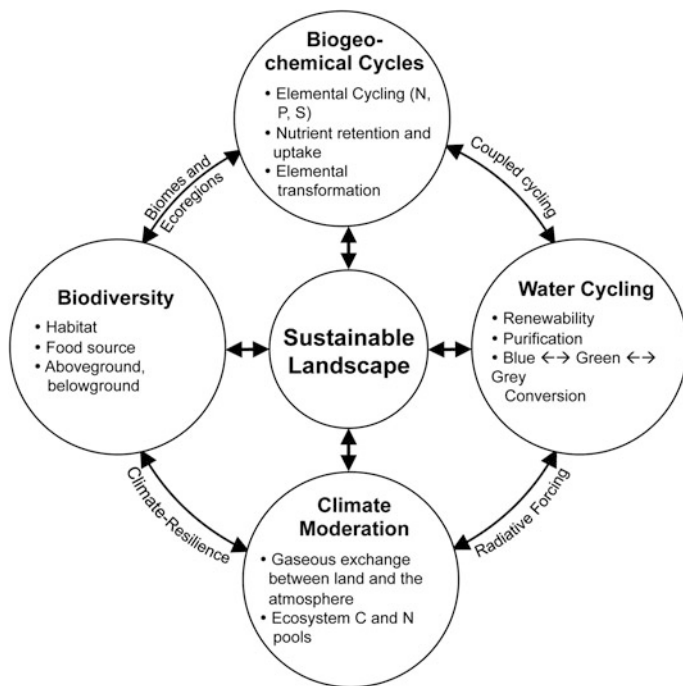 Biogeo-
chemical Cycles
• Elemental Cycling (N,
P, S)
• Nutrient retention and
uptake
• Elemental
transformation
Biomes and
Ecoregions
Coupled cycling
Biodiversity
• Habitat
• Food source
• Aboveground,
belowground
Sustainable
Landscape
Water Cycling
• Renewability
• Purification
• Blue ←→ Green ←→
Grey
Conversion
Climate-Resilience
Radiative Forcing
Climate
Moderation
• Gaseous exchange
between land and the
atmosphere
• Ecosystem C and N
pools